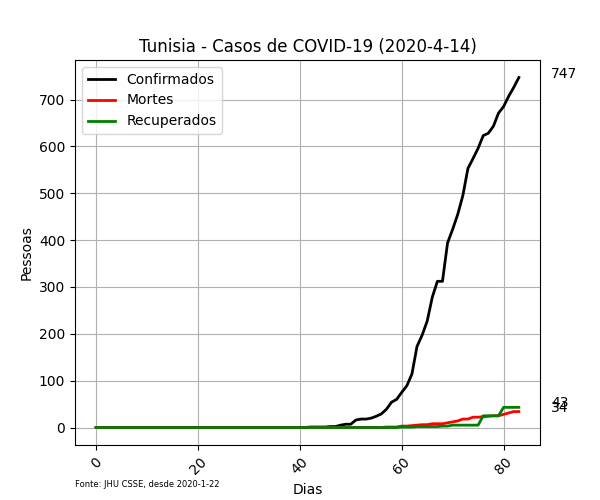 Tunisia - Casos de COVID-19 (2020-4-14)
747
Confirmados
Mortes
Recuperados
700
600
500
400
300
200
100
0
43
34
Pessoas
0
20
40
60
80
Fonte: JHU CSSE, desde 2020-1-22
Dias